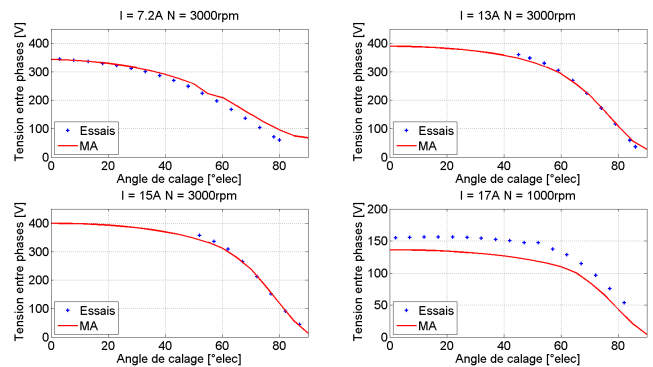 I = 7.2A N = 3000rpm
Tension entre phases [V]
400
300
200
100
0
Essais
MA
0 20 40 60 80
Angle de calage [°elec]
I = 13A N = 3000rpm
Tension entre phases [V]
400
300
200
100
0
Essais
MA
0 20 40 60 80
Angle de calage [°elec]
I = 15A N = 3000rpm
Tension entre phases [V]
400
300
200
100
0
Essais
MA
0 20 40 60 80
Angle de calage [°elec]
I = 17A N = 1000rpm
Tension entre phases [V]
200
150
100
50
0
Essais
MA
0 20 40 60 80
Angle de calage [°elec]